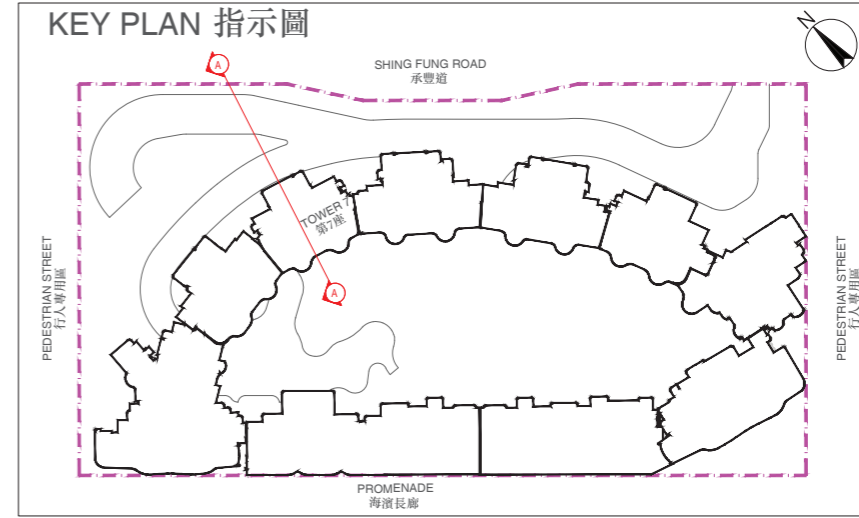 KEY PLAN 指示圖
N
A
SHING FUNG ROAD
承豐道
TOWER 7
第7座
A
PEDESTRIAN STREET
行人專用區
PEDESTRIAN STREET
行人專用區
PROMENADE
海濱長廊